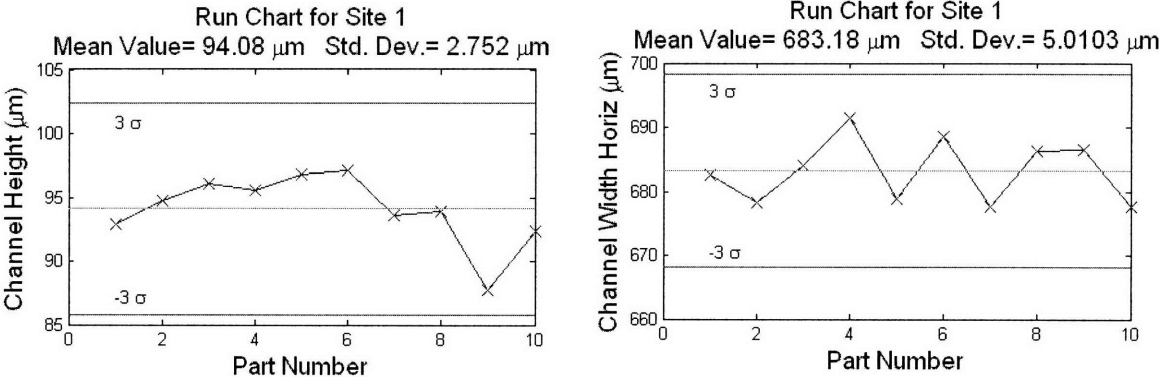 Run Chart for Site 1
Mean Value= 94.08 μm Std. Dev.= 2.752 μm
105
100
95
90
85
3 σ
-3 σ
0 2 4 6 8 10
Channel Height (μm)
Part Number
Run Chart for Site 1
Mean Value= 683.18 μm Std. Dev.= 5.0103 μm
700
690
680
670
660
3 σ
-3 σ
0 2 4 6 8 10
Channel Width Horiz (μm)
Part Number